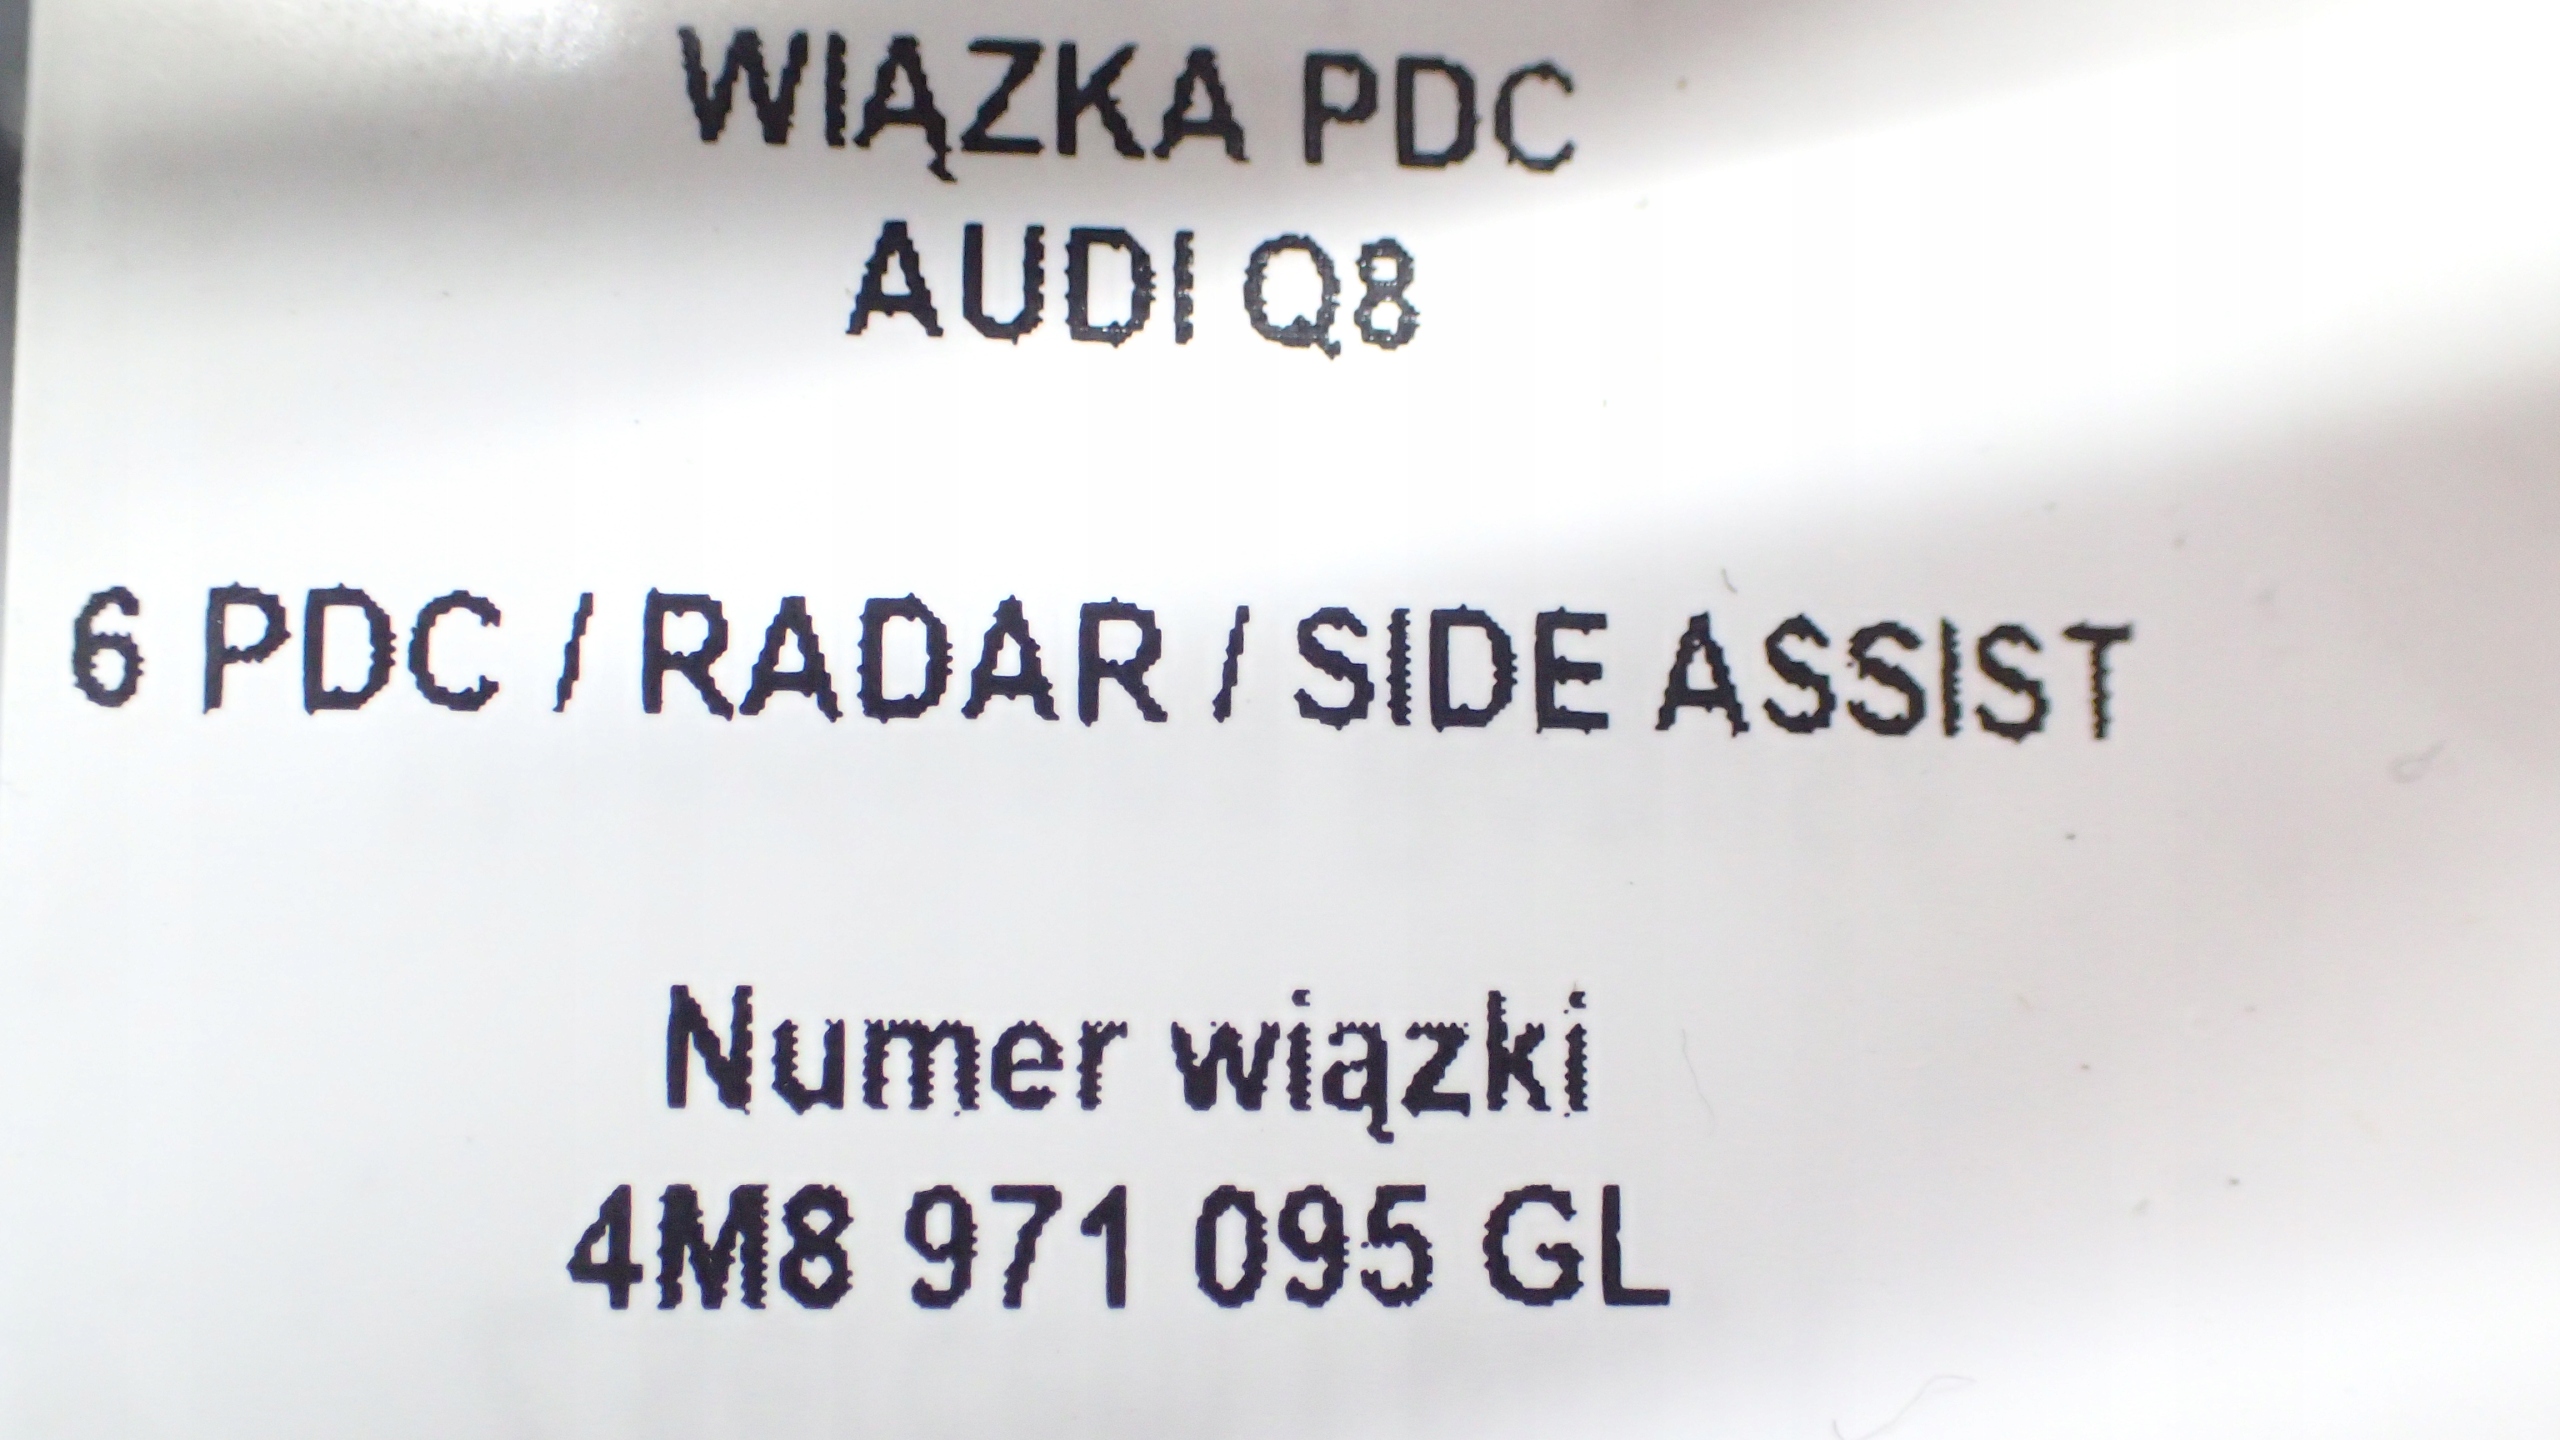 WIĄZKA PDC
AUDI Q8
6 PDC / RADAR / SIDE ASSIST
Numer wiązki
4M8 971 095 GL